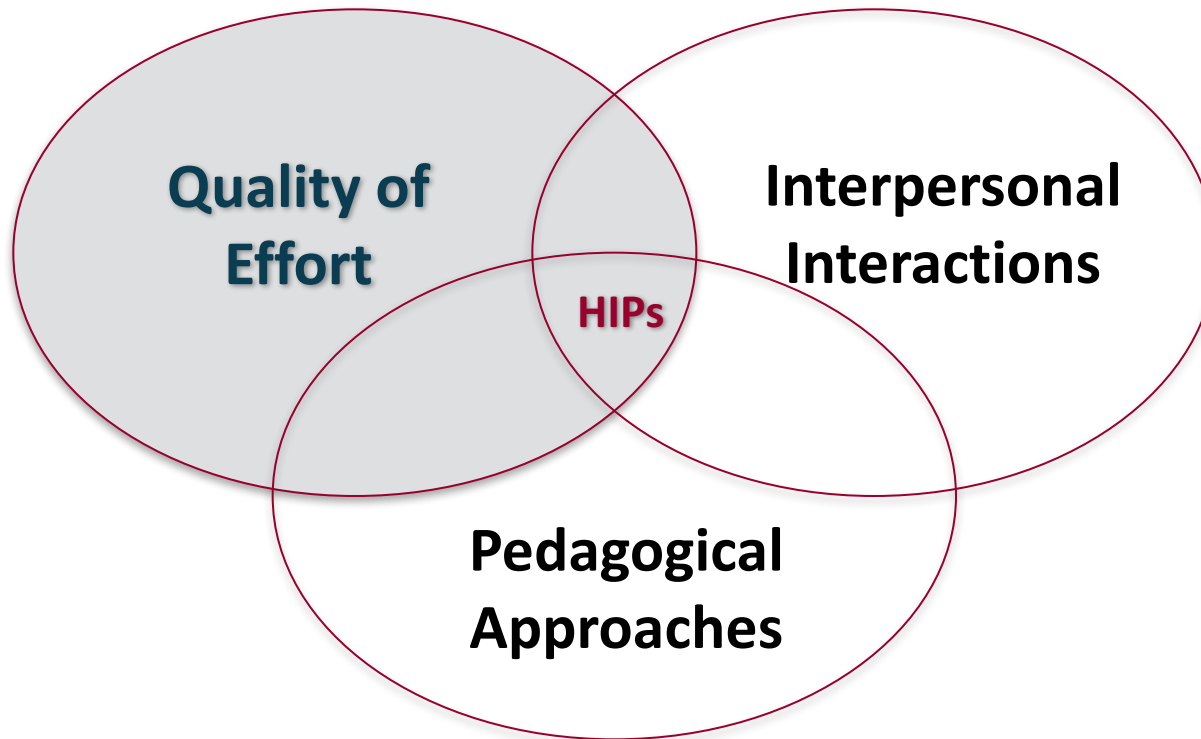 Quality of
Effort
Interpersonal
Interactions
HIPs
Pedagogical
Approaches